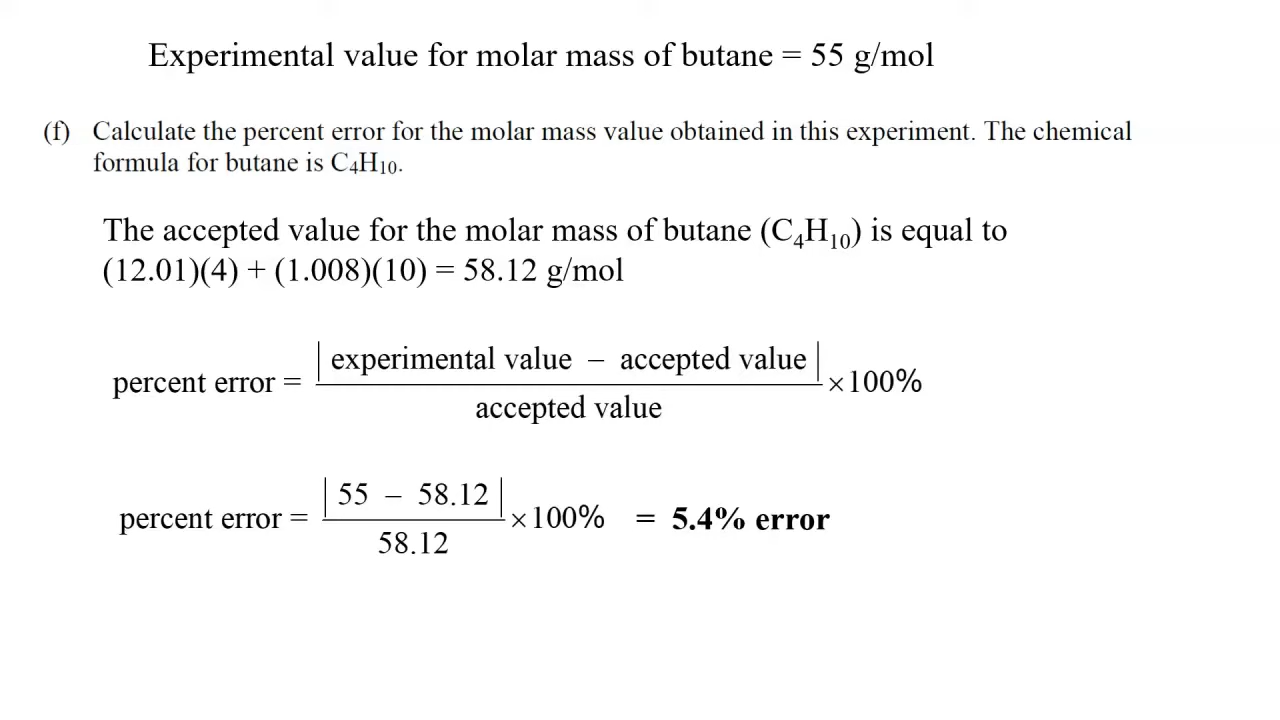 Experimental value for molar mass of butane = 55 g/mol
(f) Calculate the percent error for the molar mass value obtained in this experiment. The chemical
formula for butane is C₄H₁₀.
The accepted value for the molar mass of butane (C₄H₁₀) is equal to
(12.01)(4) + (1.008)(10) = 58.12 g/mol
| experimental value – accepted value |
percent error = ×100%
accepted value
| 55 – 58.12 |
percent error = ×100% = 5.4% error
58.12